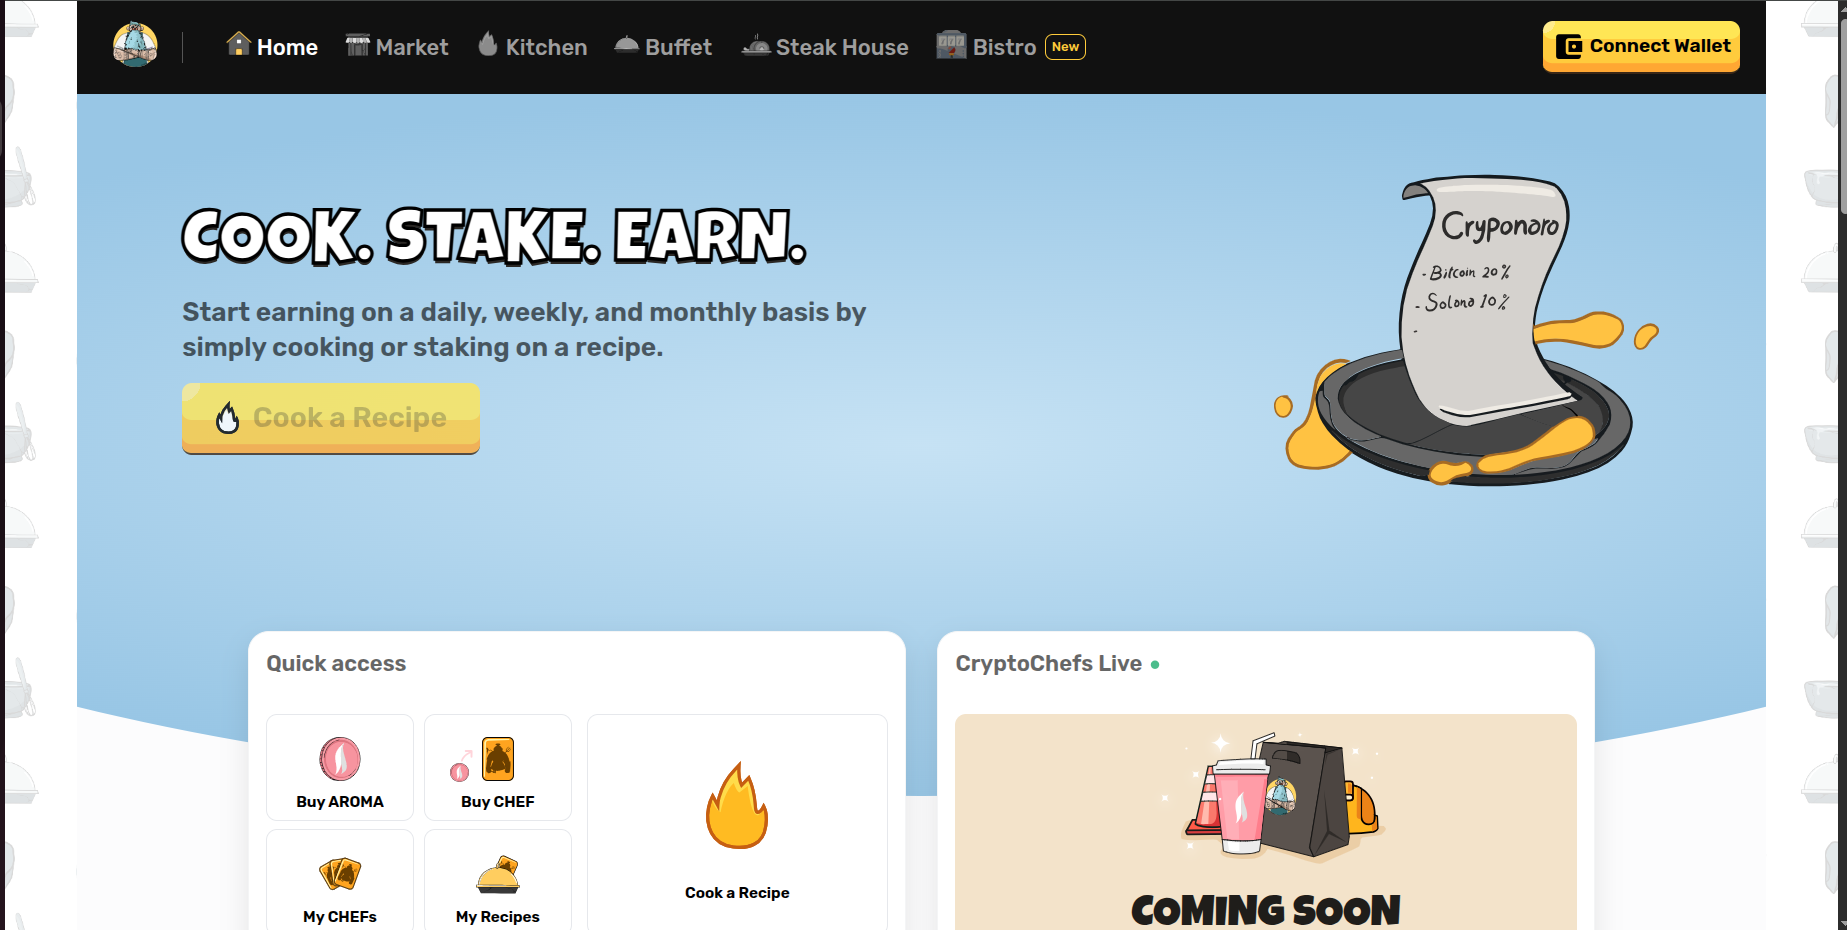 Home
Market
Kitchen
Buffet
Steak House
Bistro
New
Connect Wallet
COOK. STAKE. EARN.
Start earning on a daily, weekly, and monthly basis by
simply cooking or staking on a recipe.
Cook a Recipe
Cryponara
- Bitcoin 20%
- Solana 10%
-
Quick access
Buy AROMA
Buy CHEF
My CHEFs
My Recipes
Cook a Recipe
CryptoChefs Live
COMING SOON